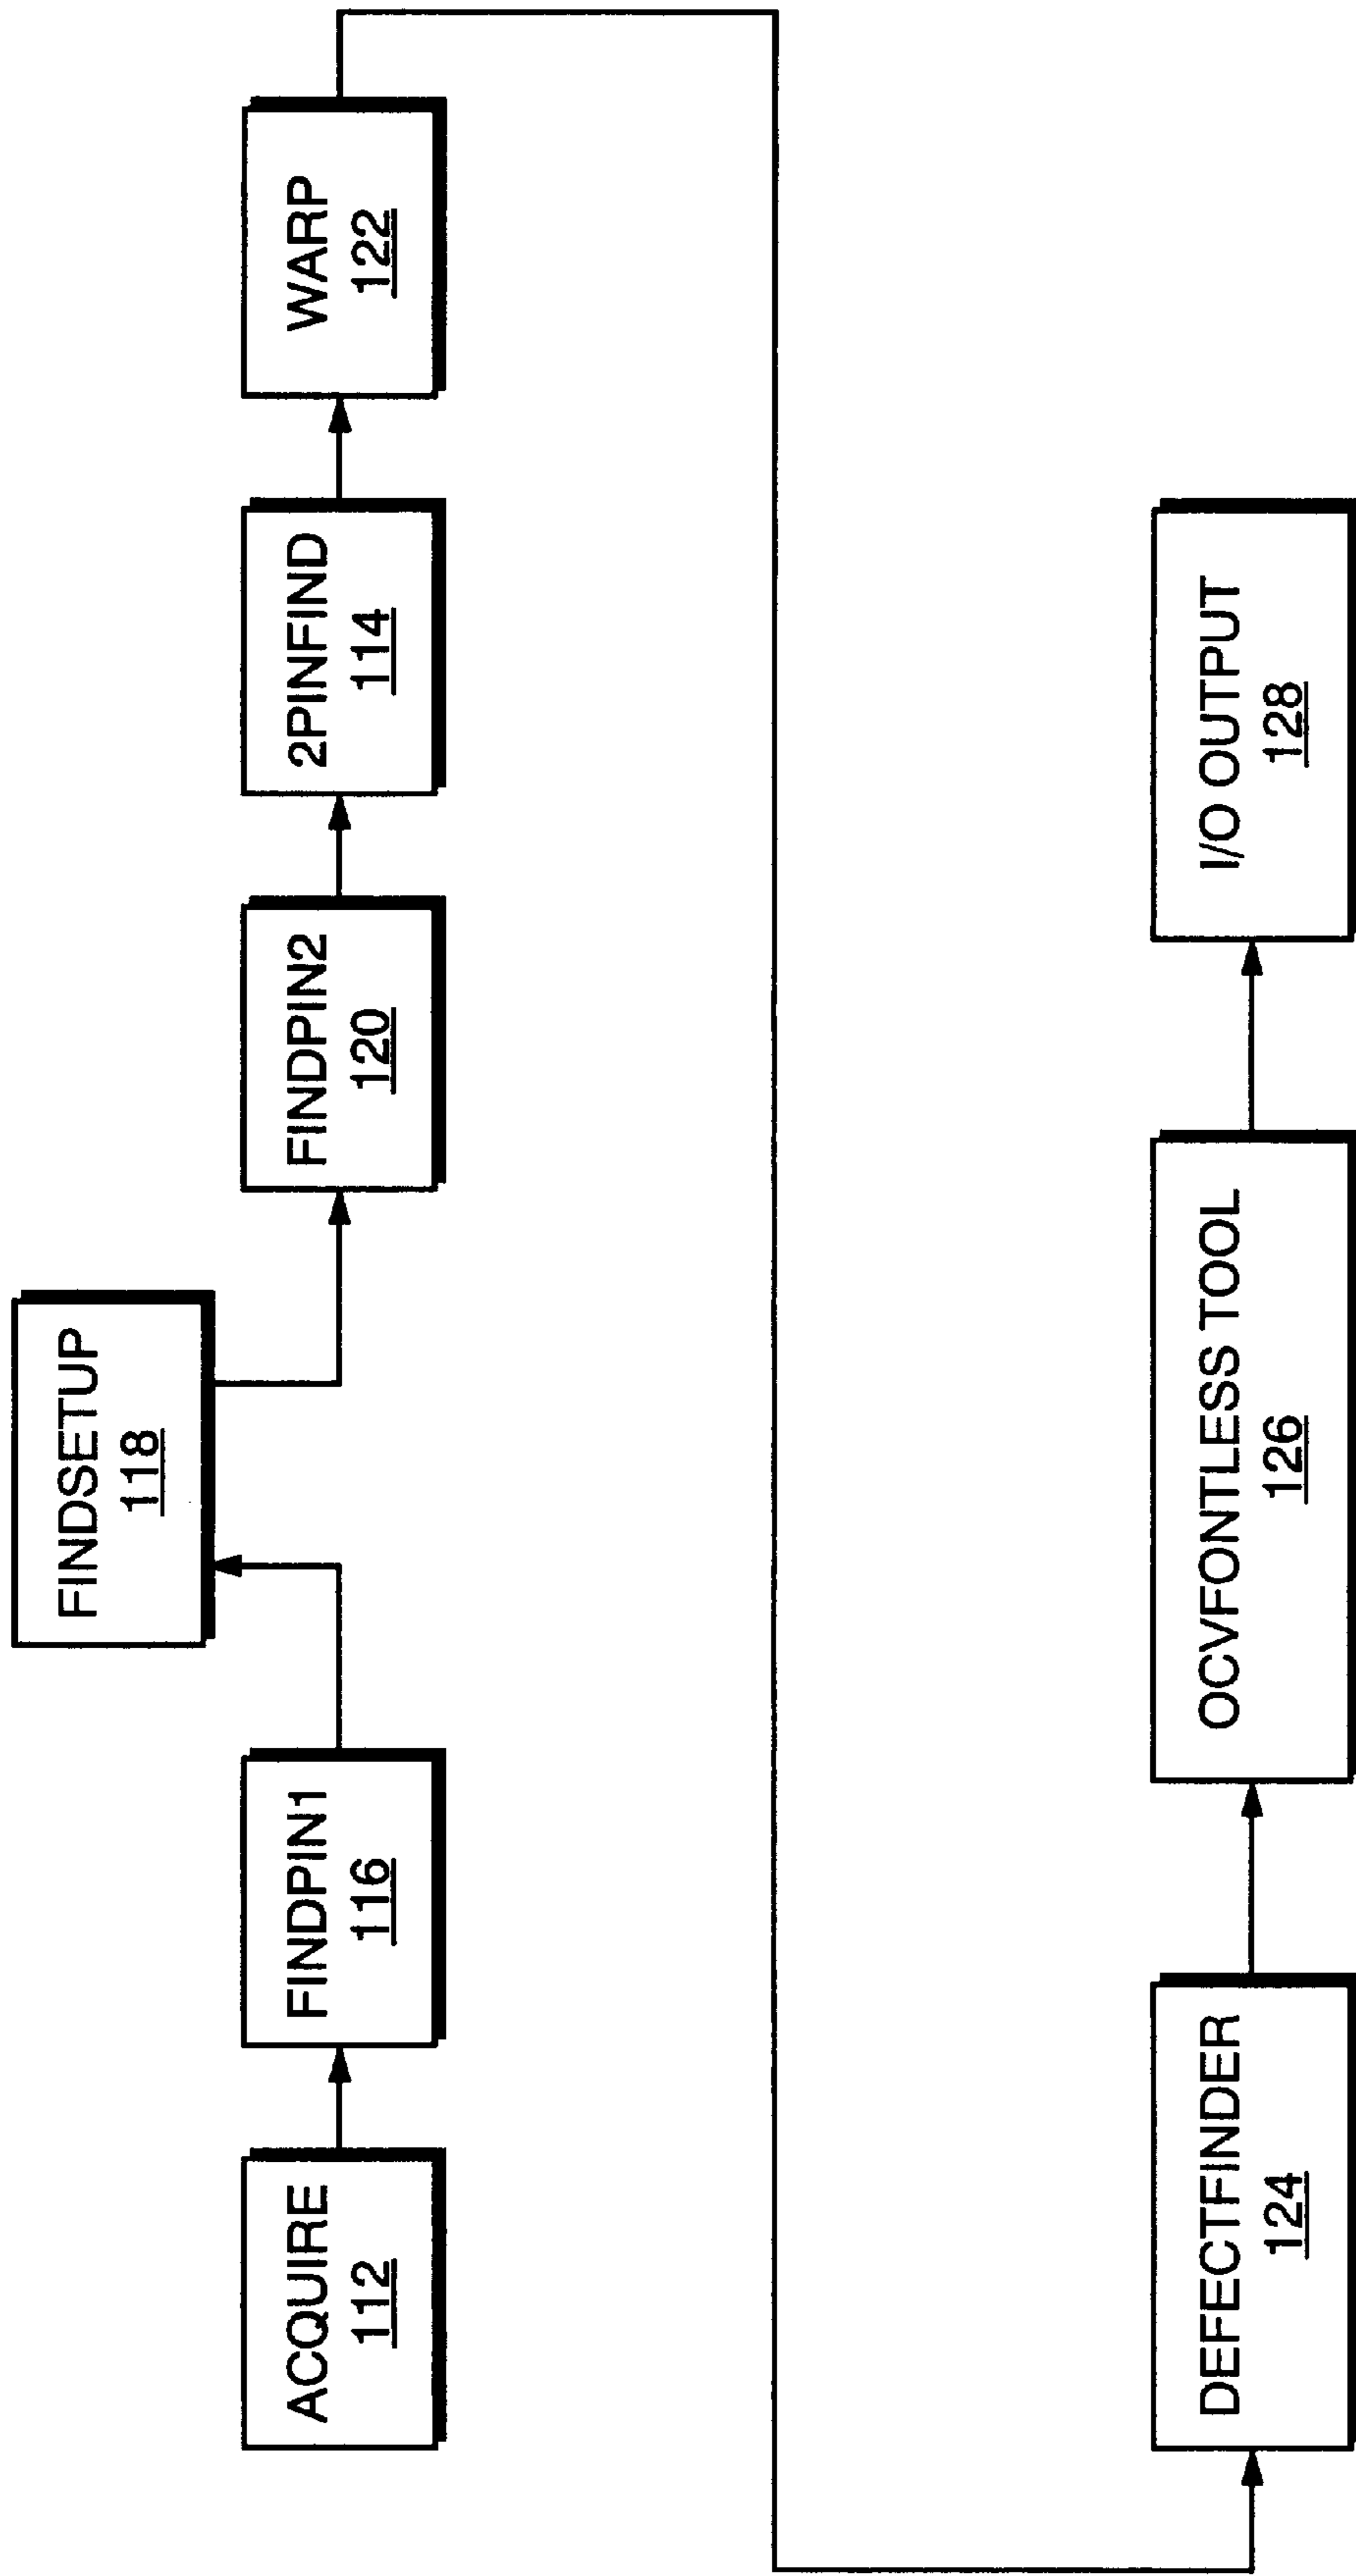 ACQUIRE
112
FINDPIN1
116
FINDSETUP
118
FINDPIN2
120
2PINFIND
114
WARP
122
DEFECTFINDER
124
OCVFONTLESS TOOL
126
I/O OUTPUT
128